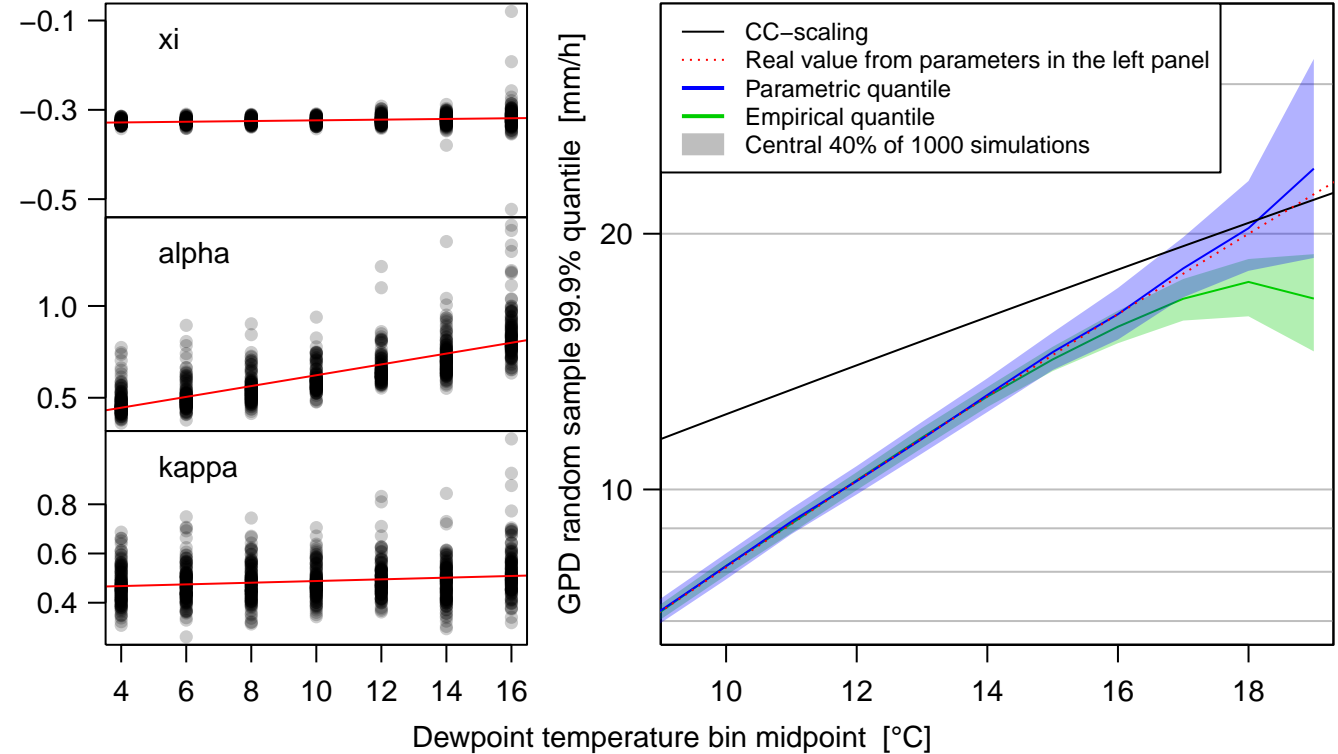 −0.1
−0.3
−0.5
xi
1.0
0.5
alpha
0.8
0.6
0.4
kappa
4 6 8 10 12 14 16
GPD random sample 99.9% quantile [mm/h]
20
10
CC−scaling
Real value from parameters in the left panel
Parametric quantile
Empirical quantile
Central 40% of 1000 simulations
10 12 14 16 18
Dewpoint temperature bin midpoint [°C]